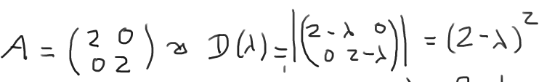 A = (2 0 0 2) ⇝ D(λ) = |(2-λ 0 0 2-λ)| = (2-λ)²